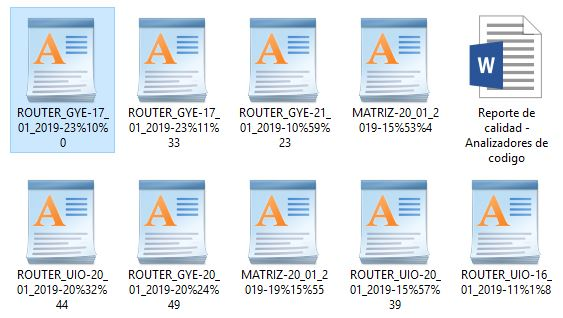 ROUTER_GYE-17_
01_2019-23%10%
0
ROUTER_GYE-17_
01_2019-23%11%
33
ROUTER_GYE-21_
01_2019-10%59%
23
MATRIZ-20_01_2
019-15%53%4
Reporte de
calidad -
Analizadores de
codigo
ROUTER_UIO-20_
01_2019-20%32%
44
ROUTER_GYE-20_
01_2019-20%24%
49
MATRIZ-20_01_2
019-19%15%55
ROUTER_UIO-20_
01_2019-15%57%
39
ROUTER_UIO-16_
01_2019-11%1%8